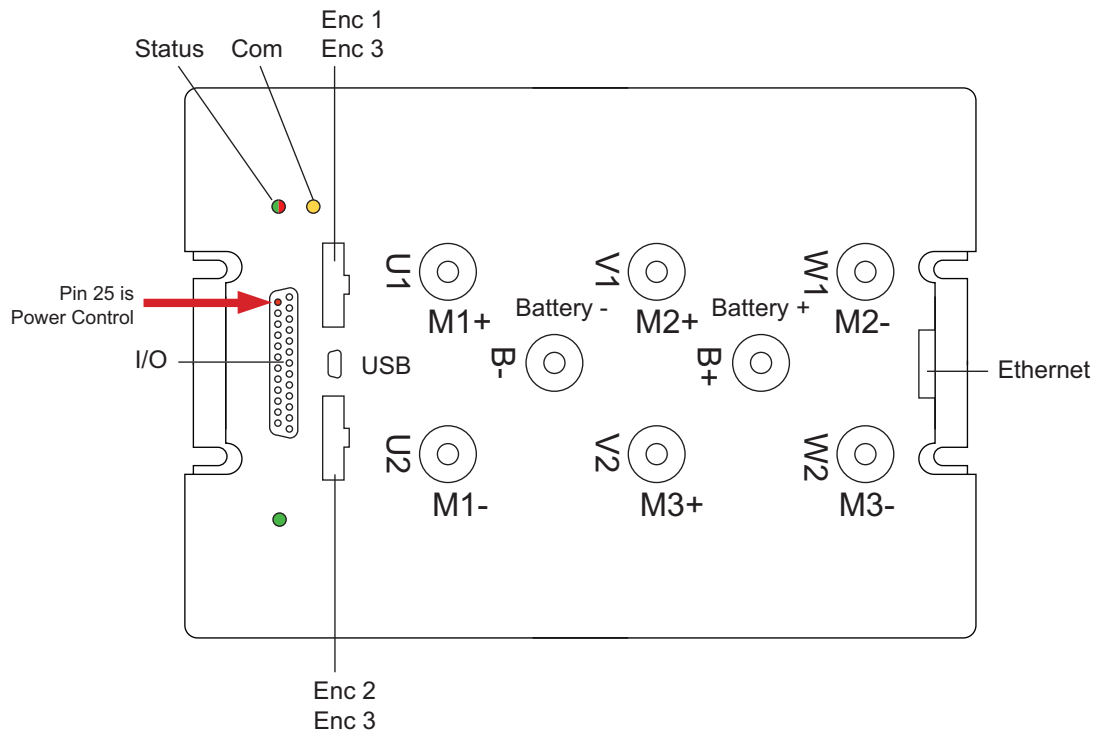 Enc 1
Enc 3
Status
Com
U1
V1
W1
Pin 25 is
Power Control
M1+
Battery -
M2+
Battery +
M2-
I/O
USB
B-
B+
Ethernet
U2
V2
W2
M1-
M3+
M3-
Enc 2
Enc 3